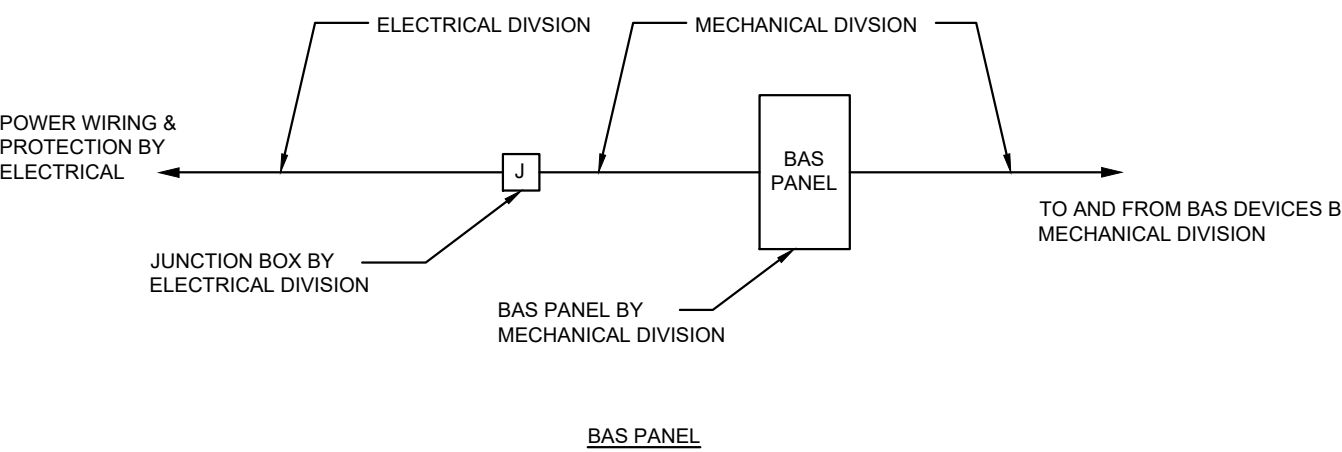 ELECTRICAL DIVSION
MECHANICAL DIVSION
POWER WIRING &
PROTECTION BY
ELECTRICAL
J
BAS
PANEL
TO AND FROM BAS DEVICES B
MECHANICAL DIVISION
JUNCTION BOX BY
ELECTRICAL DIVISION
BAS PANEL BY
MECHANICAL DIVISION
BAS PANEL